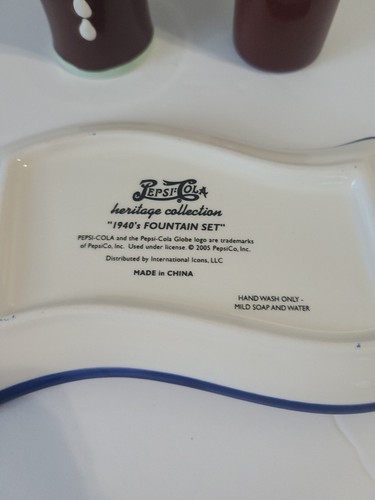 PEPSI-COLA
heritage collection
"1940's FOUNTAIN SET"
PEPSI-COLA and the Pepsi-Cola Globe logo are trademarks
of PepsiCo, Inc. Used under license. © 2005 PepsiCo, Inc.
Distributed by International Icons, LLC
MADE in CHINA
HAND WASH ONLY -
MILD SOAP AND WATER